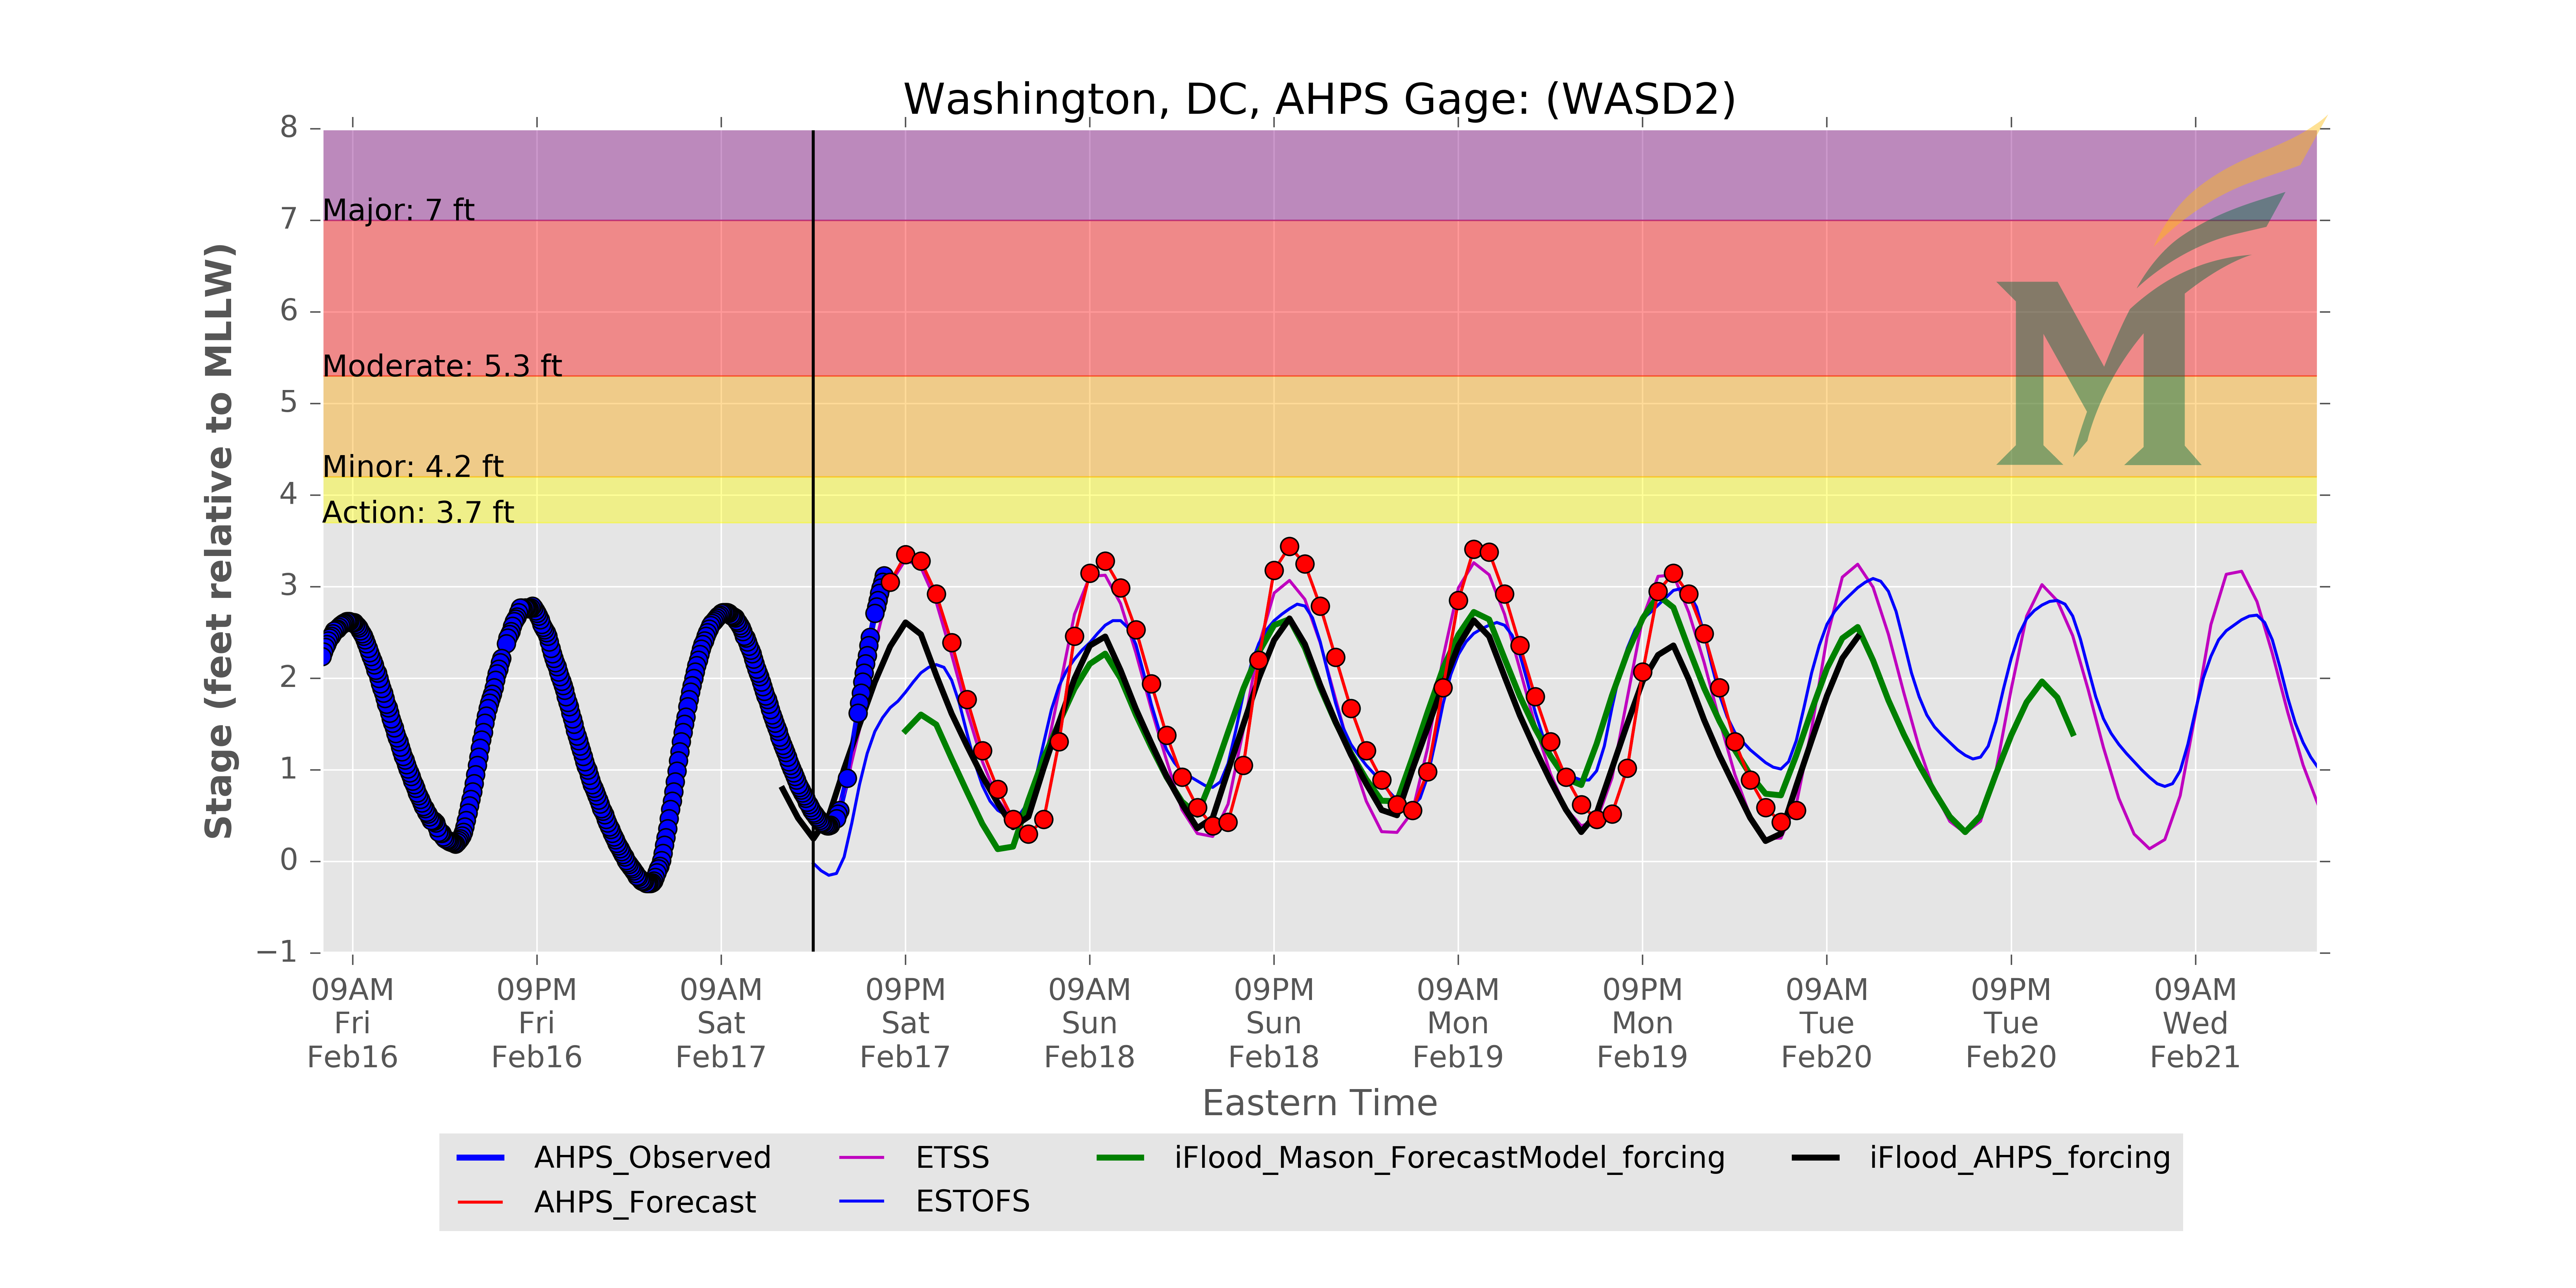 Washington, DC, AHPS Gage: (WASD2)
8
7
6
5
4
3
2
1
0
−1
Stage (feet relative to MLLW)
Major: 7 ft
Moderate: 5.3 ft
Minor: 4.2 ft
Action: 3.7 ft
M
09AM 09PM 09AM 09PM 09AM 09PM 09AM 09PM 09AM 09PM 09AM
Fri Fri Sat Sat Sun Sun Mon Mon Tue Tue Wed
Feb16 Feb16 Feb17 Feb17 Feb18 Feb18 Feb19 Feb19 Feb20 Feb20 Feb21
Eastern Time
AHPS_Observed ETSS iFlood_Mason_ForecastModel_forcing iFlood_AHPS_forcing
AHPS_Forecast ESTOFS